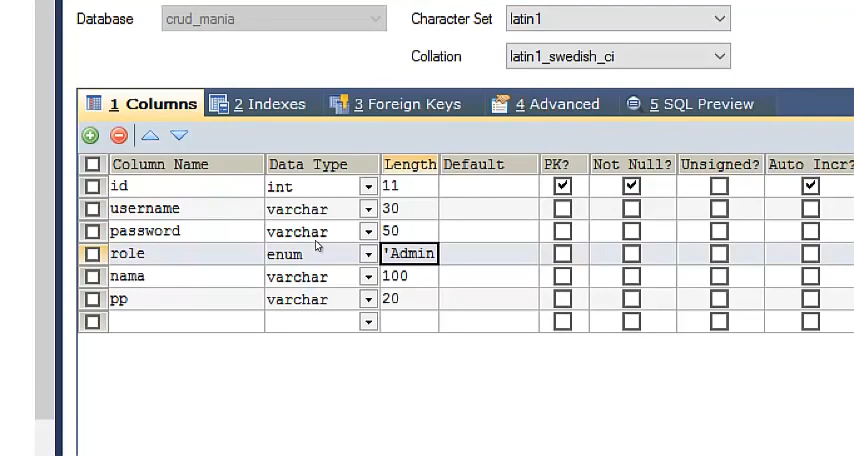 Database crud_mania Character Set latin1
Collation latin1_swedish_ci
1 Columns 2 Indexes 3 Foreign Keys 4 Advanced 5 SQL Preview
Column Name Data Type Length Default PK? Not Null? Unsigned? Auto Incr?
id int 11
username varchar 30
password varchar 50
role enum 'Admin
nama varchar 100
pp varchar 20